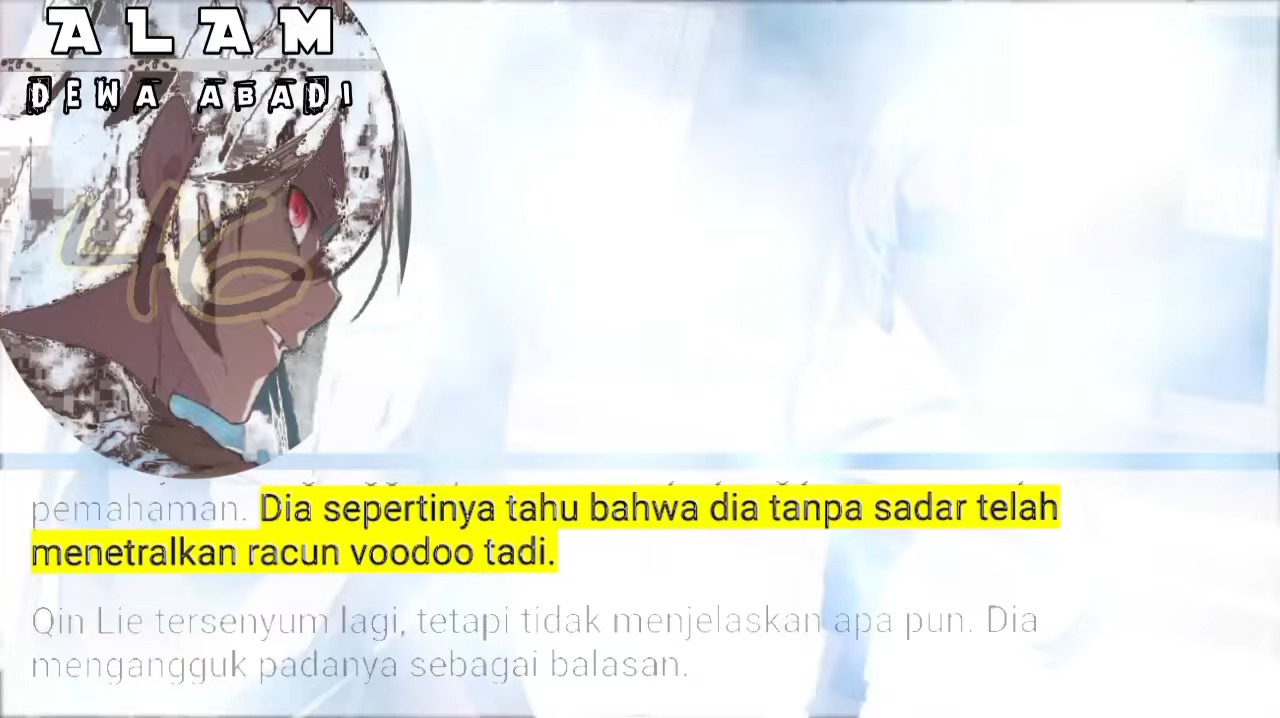 ALAM
DEWA ABADI
46
pemahaman. Dia sepertinya tahu bahwa dia tanpa sadar telah
menetralkan racun voodoo tadi.
Qin Lie tersenyum lagi, tetapi tidak menjelaskan apa pun. Dia
mengangguk padanya sebagai balasan.